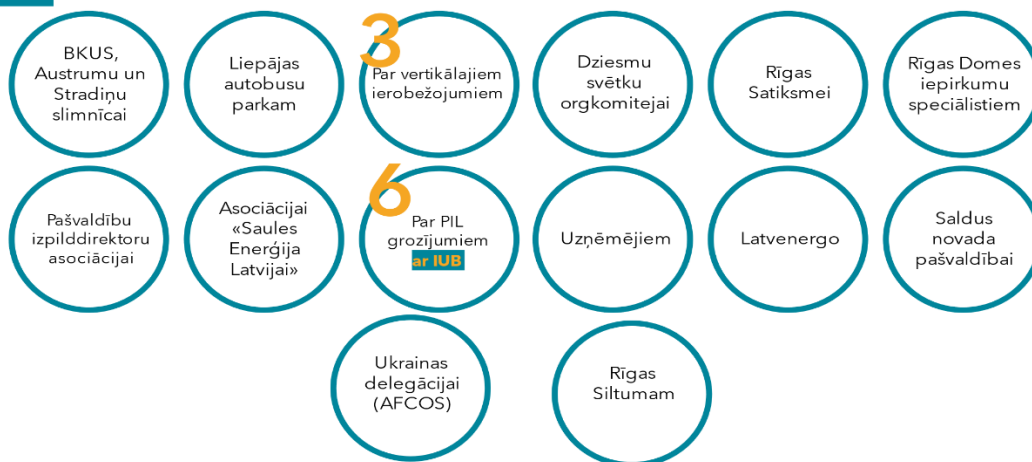 BKUS,
Austrumu un
Stradiņu
slimnīcai
Liepājas
autobusu
parkam
3
Par vertikālajiem
ierobežojumiem
Dziesmu
svētku
orgkomitejai
Rīgas
Satiksmei
Rīgas Domes
iepirkumu
speciālistiem
Pašvaldību
izpilddirektoru
asociācijai
Asociācijai
«Saules
Enerģija
Latvijai»
6
Par PIL
grozījumiem
ar IUB
Uzņēmējiem
Latvenergo
Saldus
novada
pašvaldībai
Ukrainas
delegācijai
(AFCOS)
Rīgas
Siltumam